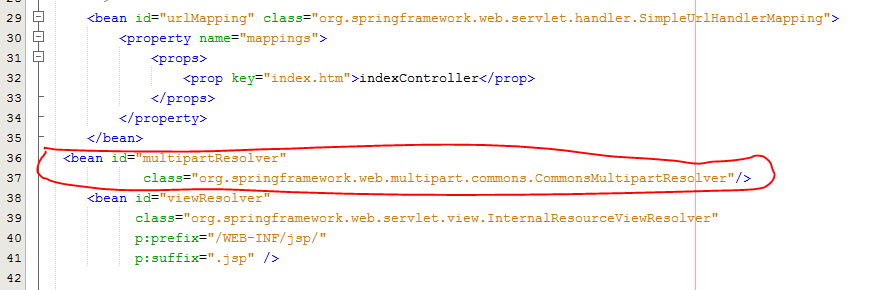 29 <bean id="urlMapping" class="org.springframework.web.servlet.handler.SimpleUrlHandlerMapping">
30 <property name="mappings">
31 <props>
32 <prop key="index.htm">indexController</prop>
33 </props>
34 </property>
35 </bean>
36 <bean id="multipartResolver"
37 class="org.springframework.web.multipart.commons.CommonsMultipartResolver"/>
38 <bean id="viewResolver"
39 class="org.springframework.web.servlet.view.InternalResourceViewResolver"
40 p:prefix="/WEB-INF/jsp/"
41 p:suffix=".jsp" />
42